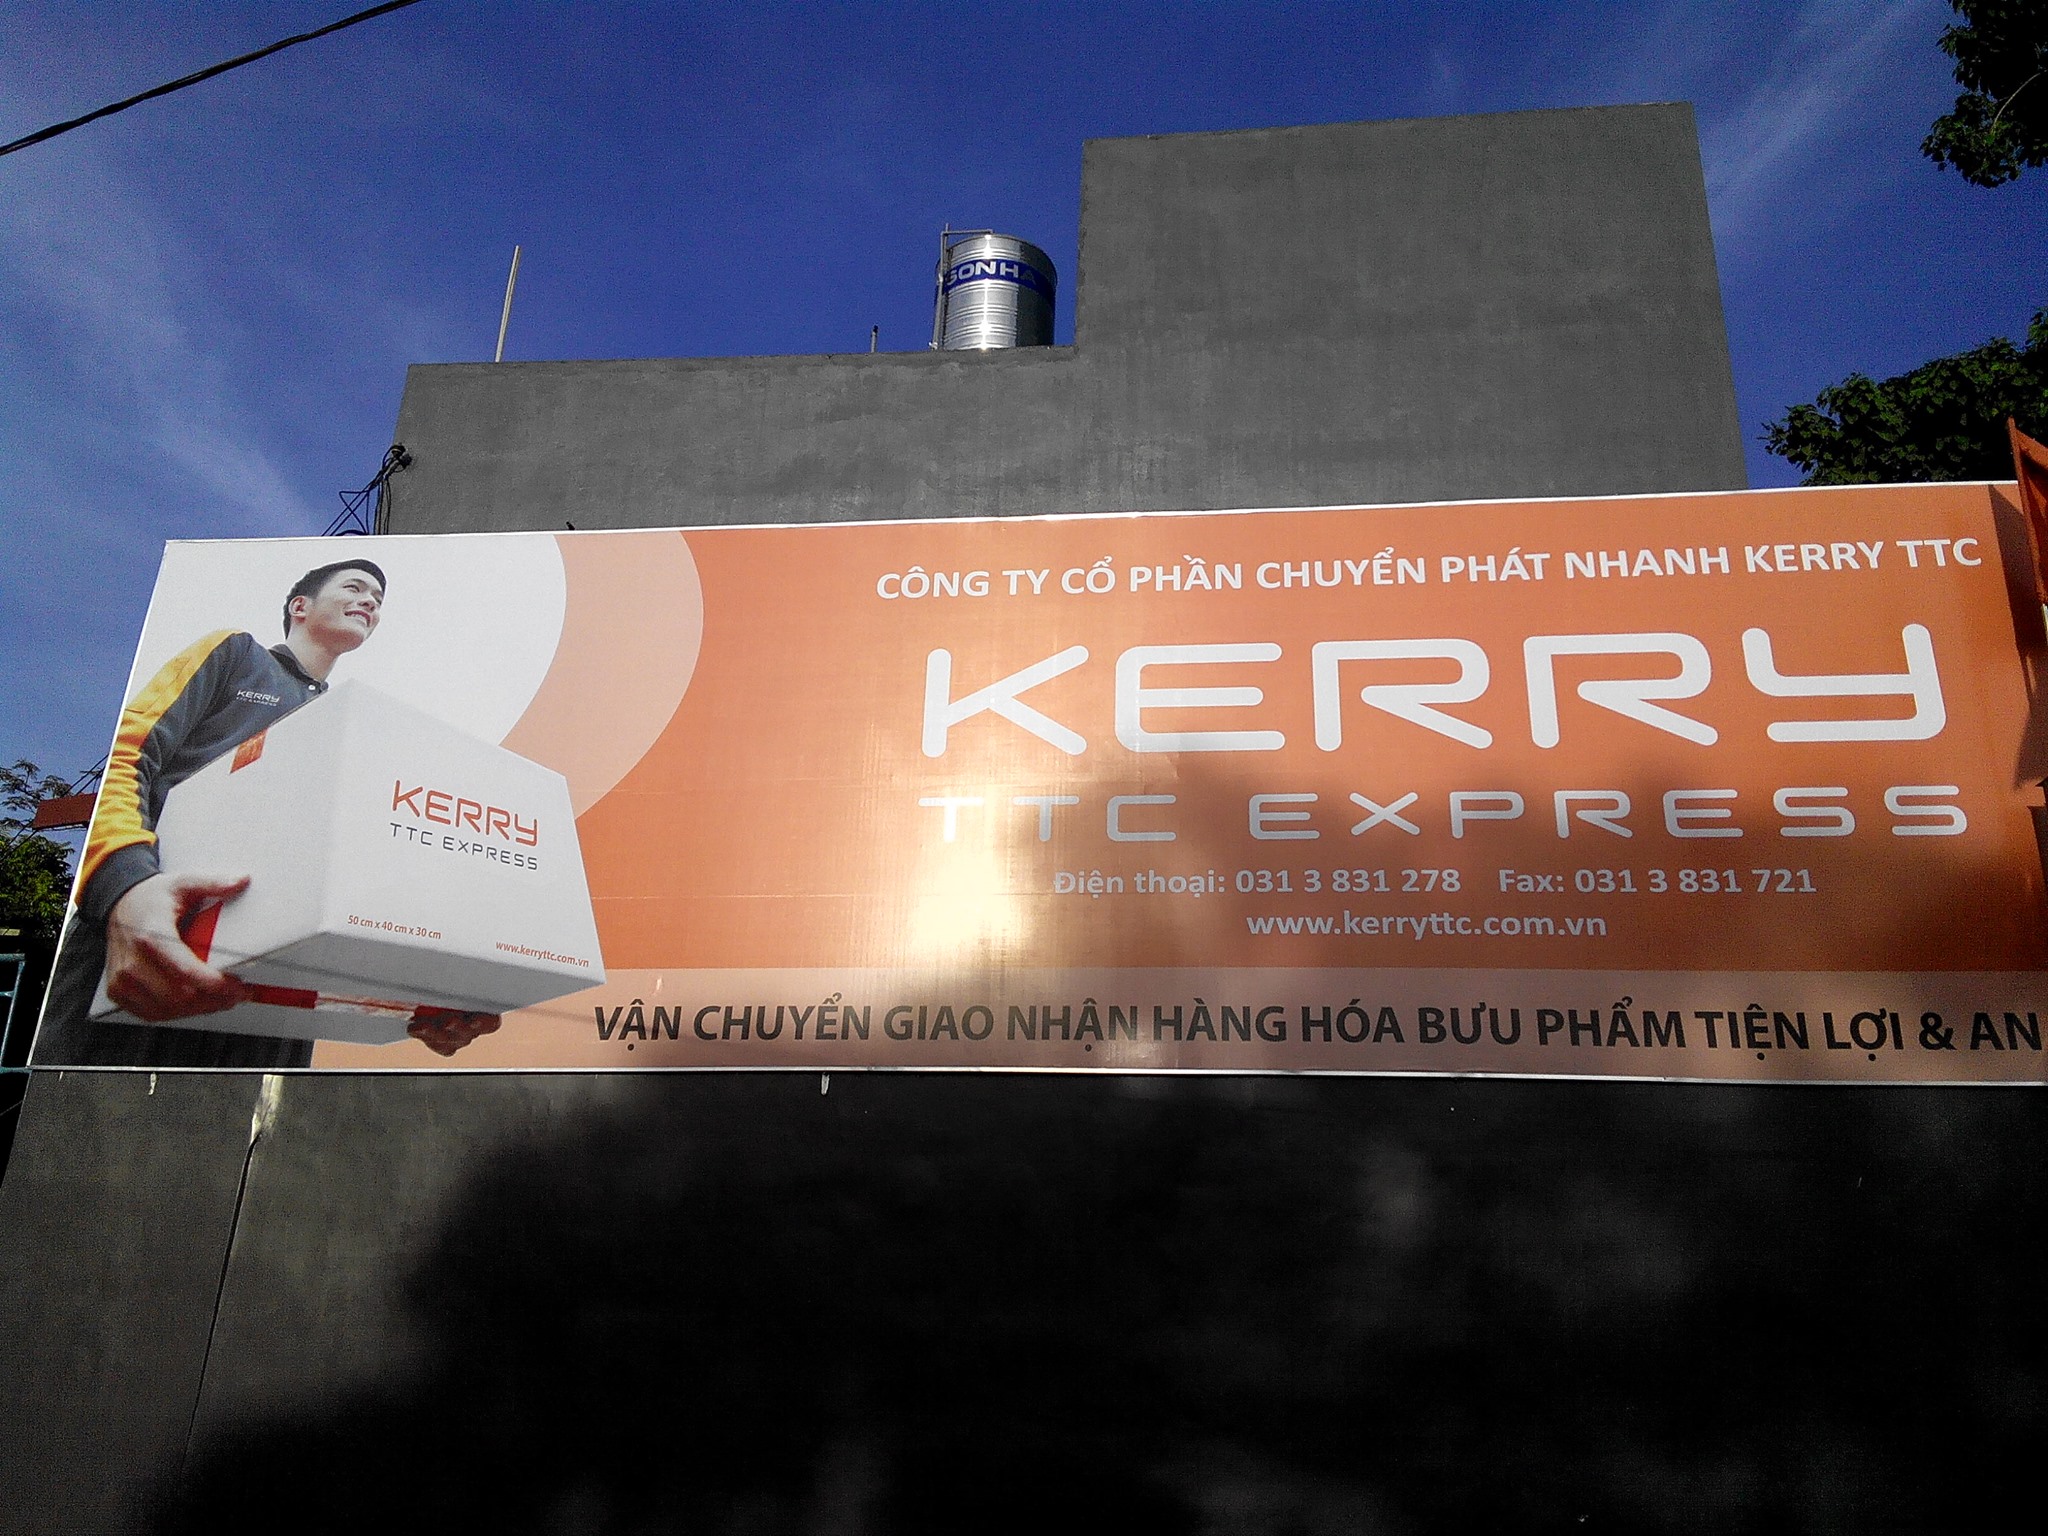 SONHA
CÔNG TY CỔ PHẦN CHUYỂN PHÁT NHANH KERRY TTC
KERRY
TTC EXPRESS
Điện thoại: 031 3 831 278 Fax: 031 3 831 721
www.kerryttc.com.vn
VẬN CHUYỂN GIAO NHẬN HÀNG HÓA BƯU PHẨM TIỆN LỢI & AN
KERRY
TTC EXPRESS
KERRY
TTC EXPRESS
50 cm x 40 cm x 30 cm
www.kerryttc.com.vn